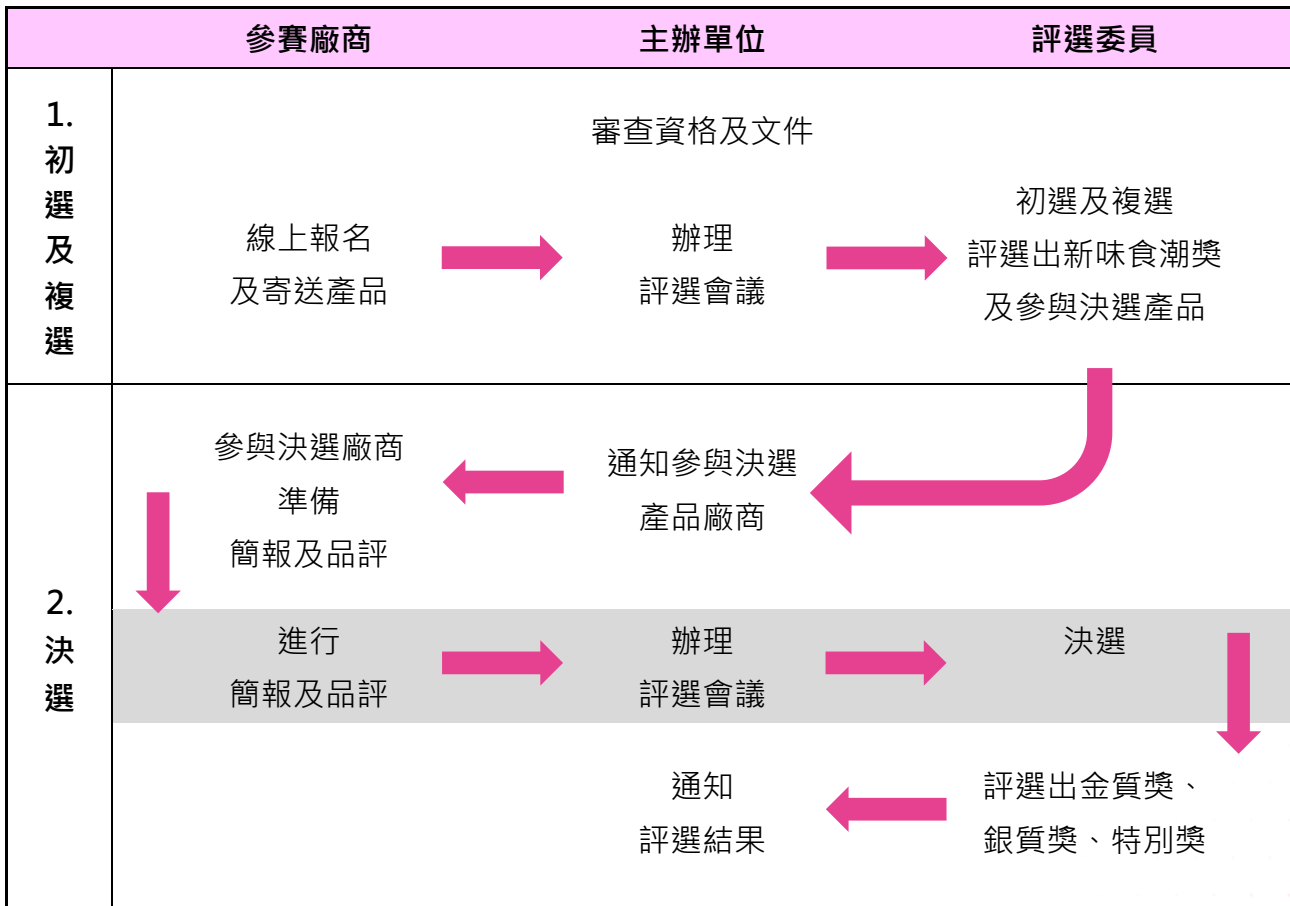 參賽廠商 主辦單位 評選委員
1.
初
選
及
複
選
審查資格及文件
線上報名
及寄送產品
辦理
評選會議
初選及複選
評選出新味食潮獎
及參與決選產品
2.
決
選
通知參與決選
產品廠商
參與決選廠商
準備
簡報及品評
進行
簡報及品評
辦理
評選會議
決選
評選出金質獎、
銀質獎、特別獎
通知
評選結果